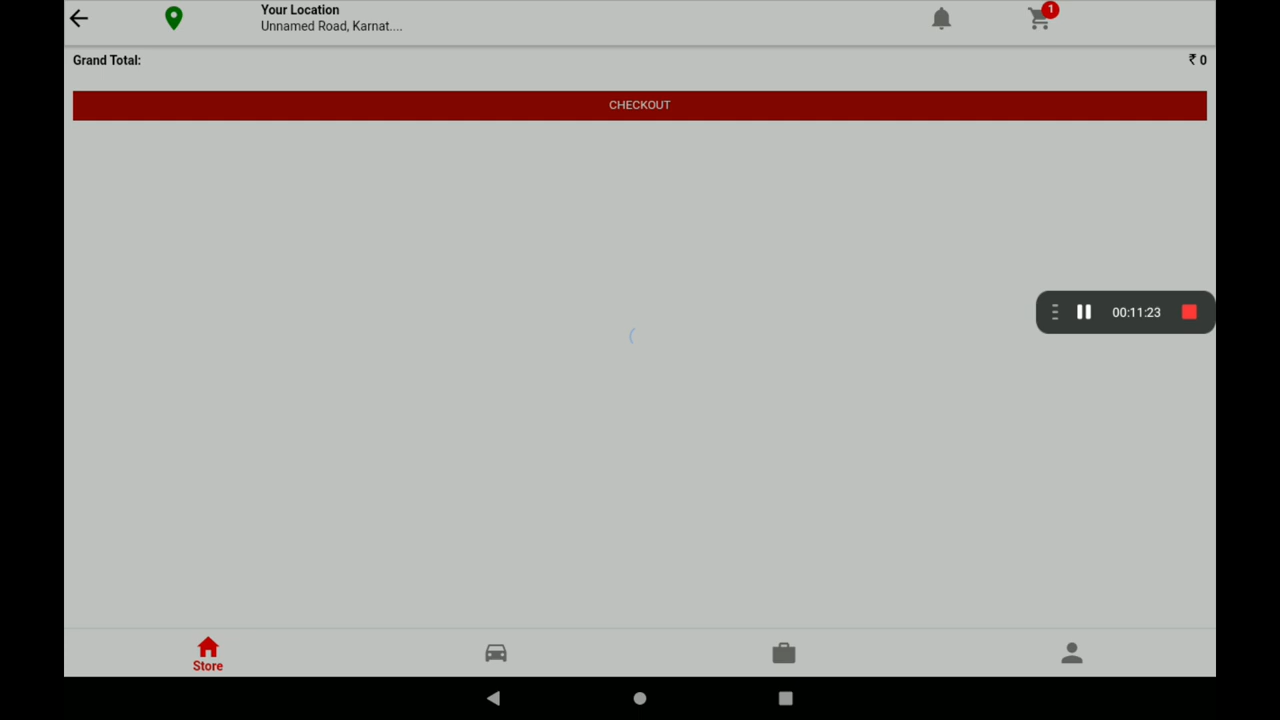 Your Location
1
Unnamed Road, Karnat....
Grand Total:
₹ 0
CHECKOUT
00:11:23
Store